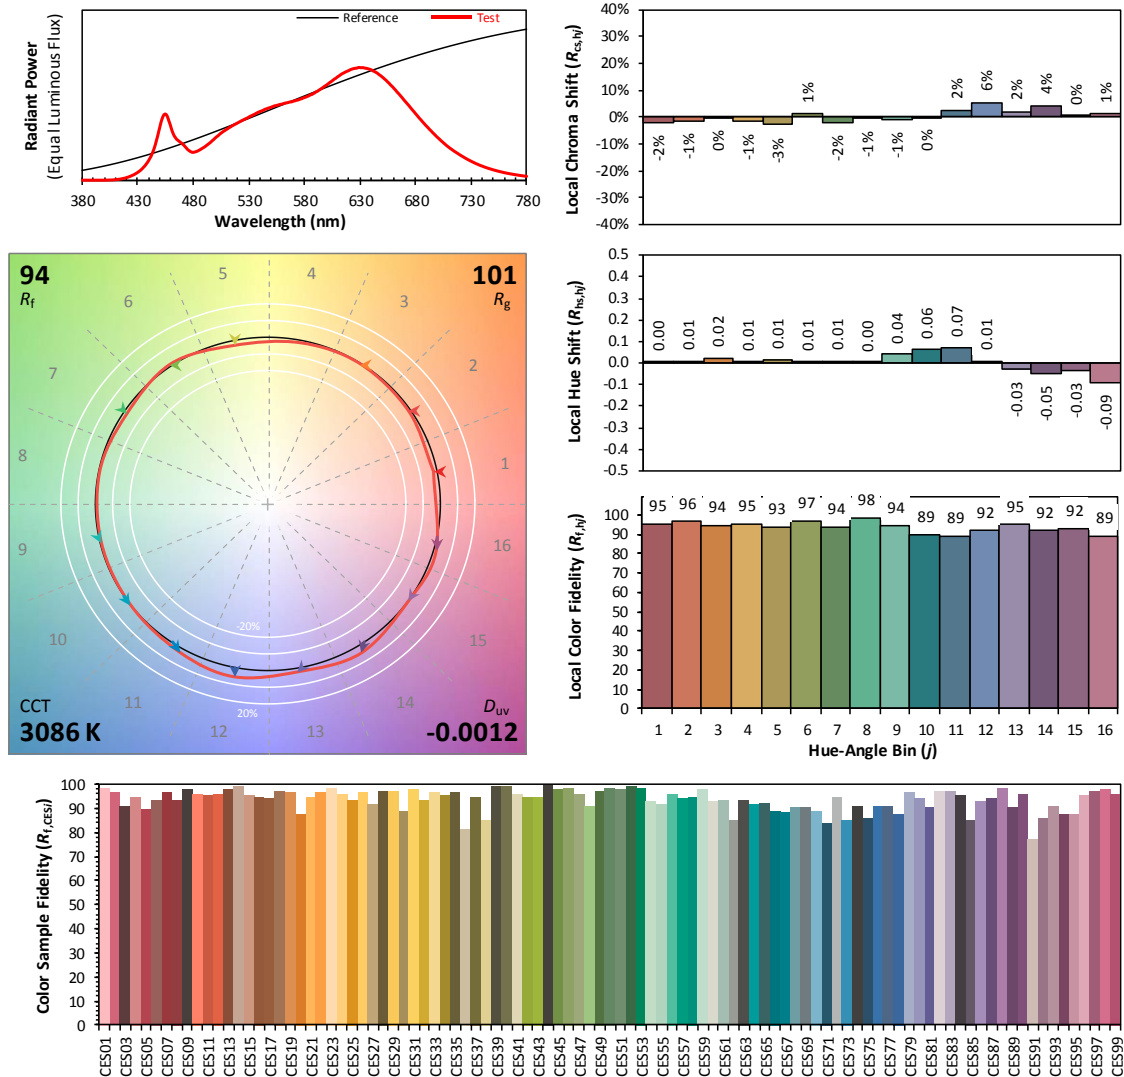 Radiant Power
(Equal Luminous Flux)
Reference
Test
380
430
480
530
580
630
680
730
780
Wavelength (nm)
Local Chroma Shift (Rcs,hj)
40%
30%
20%
10%
0%
-10%
-20%
-30%
-40%
-2%
-1%
0%
-1%
-3%
1%
-2%
-1%
-1%
0%
2%
6%
2%
4%
0%
1%
94
Rf
101
Rg
5
4
6
3
7
2
8
1
9
16
10
15
11
14
12
13
-20%
20%
CCT
3086 K
Duv
-0.0012
Local Hue Shift (Rhs,hj)
0.5
0.4
0.3
0.2
0.1
0.0
-0.1
-0.2
-0.3
-0.4
-0.5
0.00
0.01
0.02
0.01
0.01
0.01
0.01
0.00
0.04
0.06
0.07
0.01
-0.03
-0.05
-0.03
-0.09
Local Color Fidelity (Rf,hj)
100
90
80
70
60
50
40
30
20
10
0
95 96 94 95 93 97 94 98 94 89 89 92 95 92 92 89
1 2 3 4 5 6 7 8 9 10 11 12 13 14 15 16
Hue-Angle Bin (j)
Color Sample Fidelity (Rf,CESi)
100
90
80
70
60
50
40
30
20
10
0
CES01
CES03
CES05
CES07
CES09
CES11
CES13
CES15
CES17
CES19
CES21
CES23
CES25
CES27
CES29
CES31
CES33
CES35
CES37
CES39
CES41
CES43
CES45
CES47
CES49
CES51
CES53
CES55
CES57
CES59
CES61
CES63
CES65
CES67
CES69
CES71
CES73
CES75
CES77
CES79
CES81
CES83
CES85
CES87
CES89
CES91
CES93
CES95
CES97
CES99